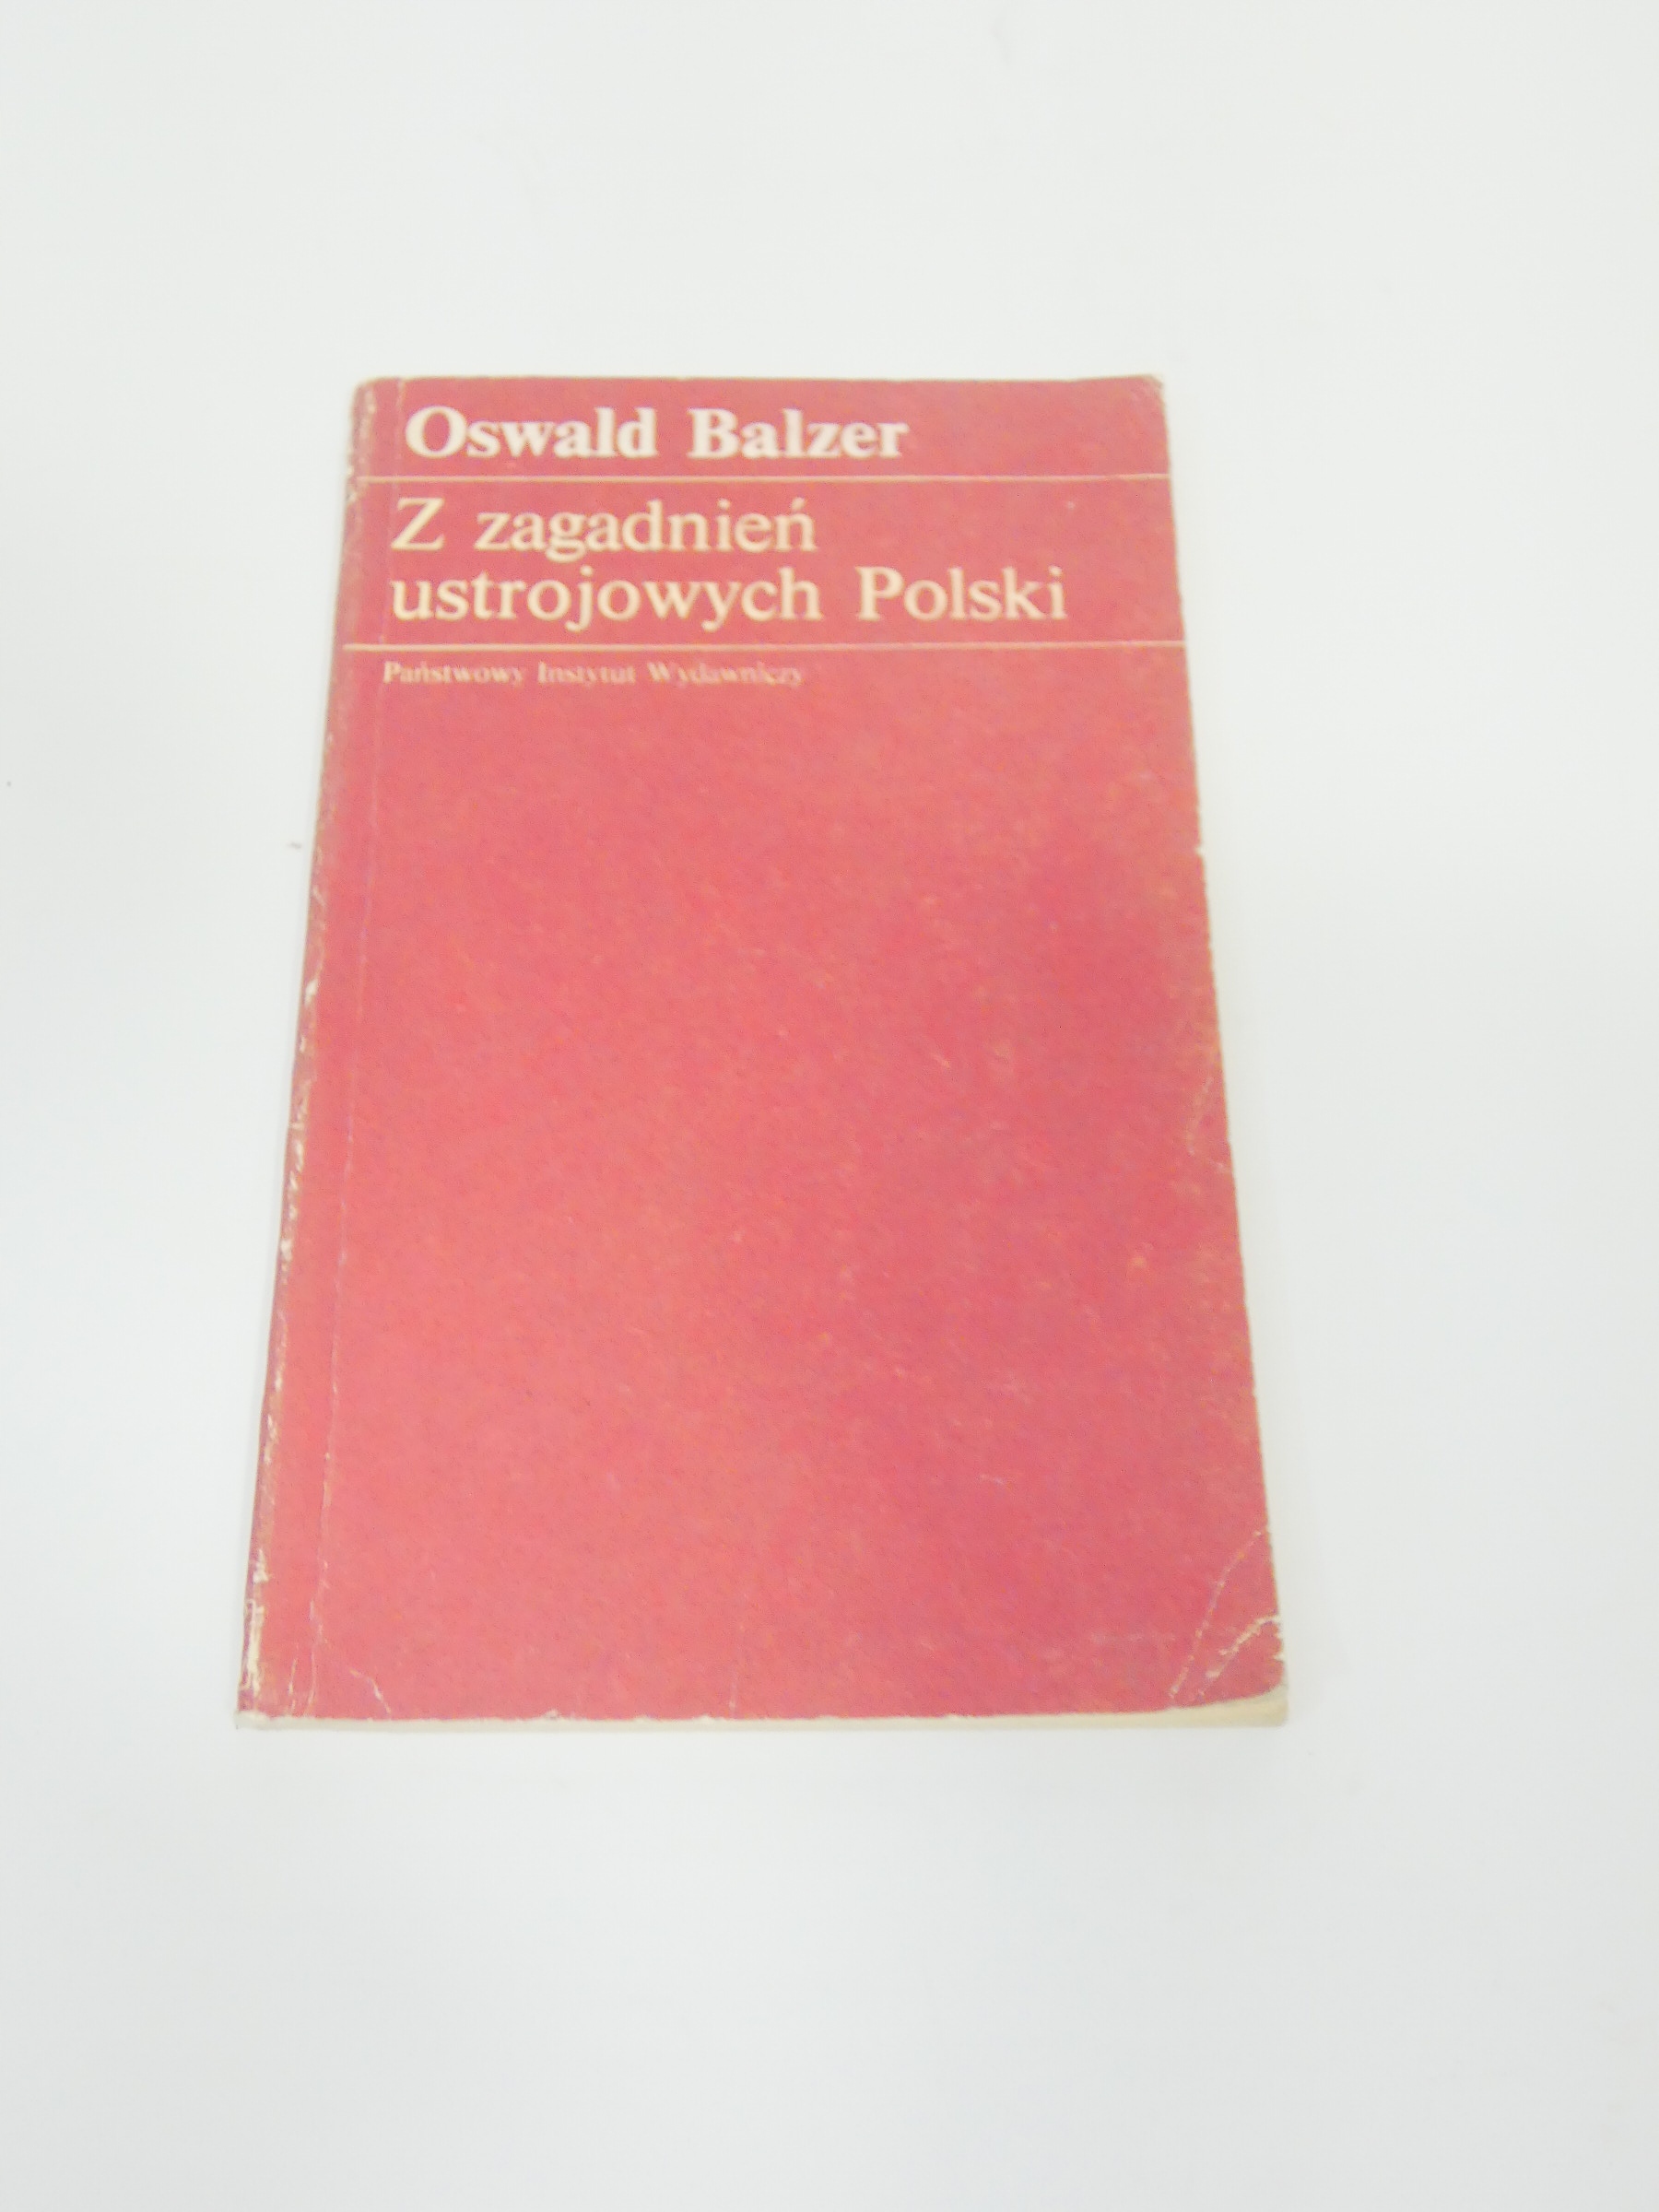 Oswald Balzer
Z zagadnień
ustrojowych Polski
Państwowy Instytut Wydawniczy